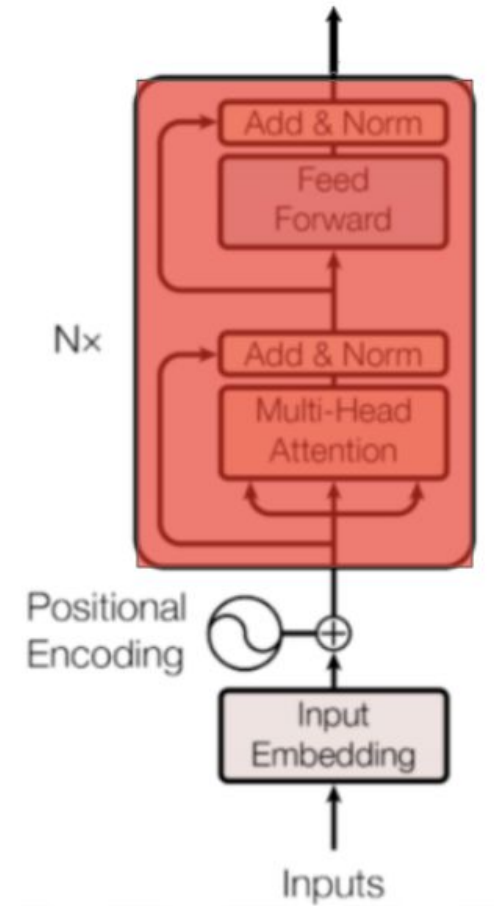 Add & Norm
Feed
Forward
Nx
Add & Norm
Multi-Head
Attention
Positional
Encoding
Input
Embedding
Inputs